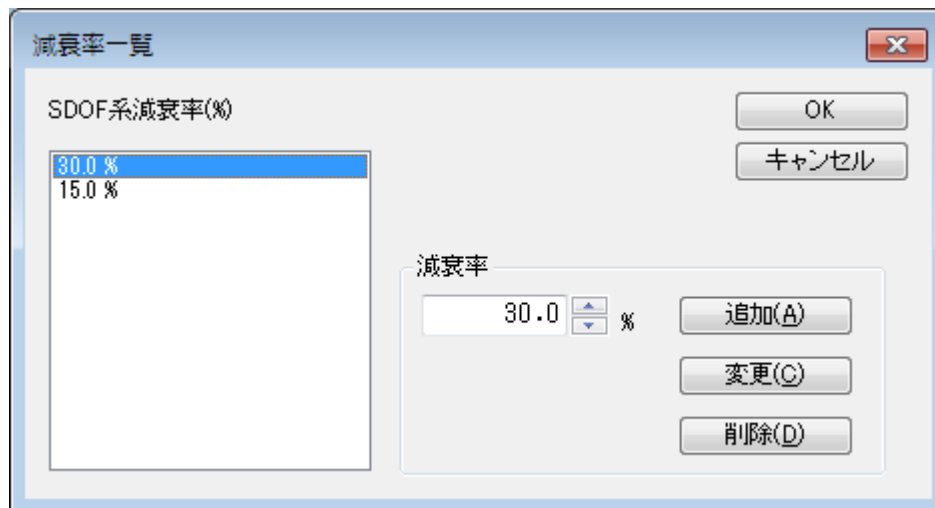 減衰率一覧
SDOF系減衰率(%)
OK
キャンセル
30.0 %
15.0 %
減衰率
30.0 %
追加(A)
変更(C)
削除(D)